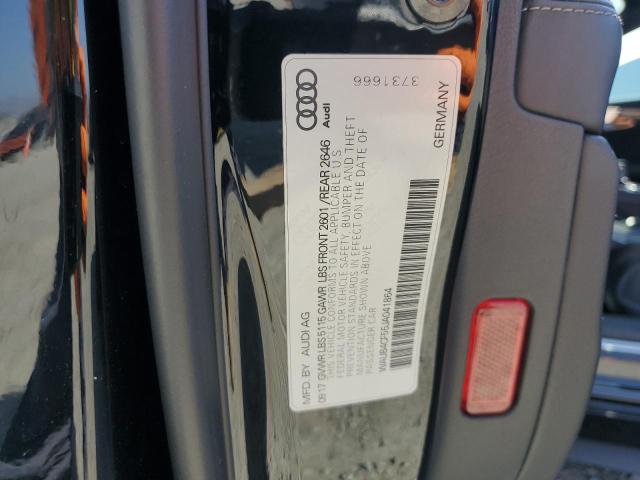 Audi
3731666
MFD. BY AUDI AG
GERMANY
09 17 GVWR LBS 5115 GAWR LBS FRONT 2601 / REAR 2646
THIS VEHICLE CONFORMS TO ALL APPLICABLE U.S.
FEDERAL MOTOR VEHICLE SAFETY, BUMPER AND THEFT
PREVENTION STANDARDS IN EFFECT ON THE DATE OF
MANUFACTURE SHOWN ABOVE
PASSENGER CAR